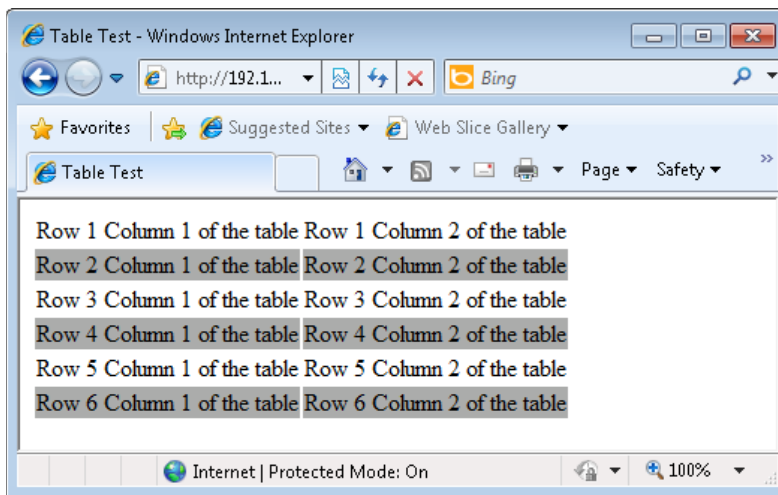 Table Test - Windows Internet Explorer
http://192.1... Bing
Favorites Suggested Sites Web Slice Gallery
Table Test Page Safety »
Row 1 Column 1 of the table Row 1 Column 2 of the table
Row 2 Column 1 of the table Row 2 Column 2 of the table
Row 3 Column 1 of the table Row 3 Column 2 of the table
Row 4 Column 1 of the table Row 4 Column 2 of the table
Row 5 Column 1 of the table Row 5 Column 2 of the table
Row 6 Column 1 of the table Row 6 Column 2 of the table
Internet | Protected Mode: On 100%